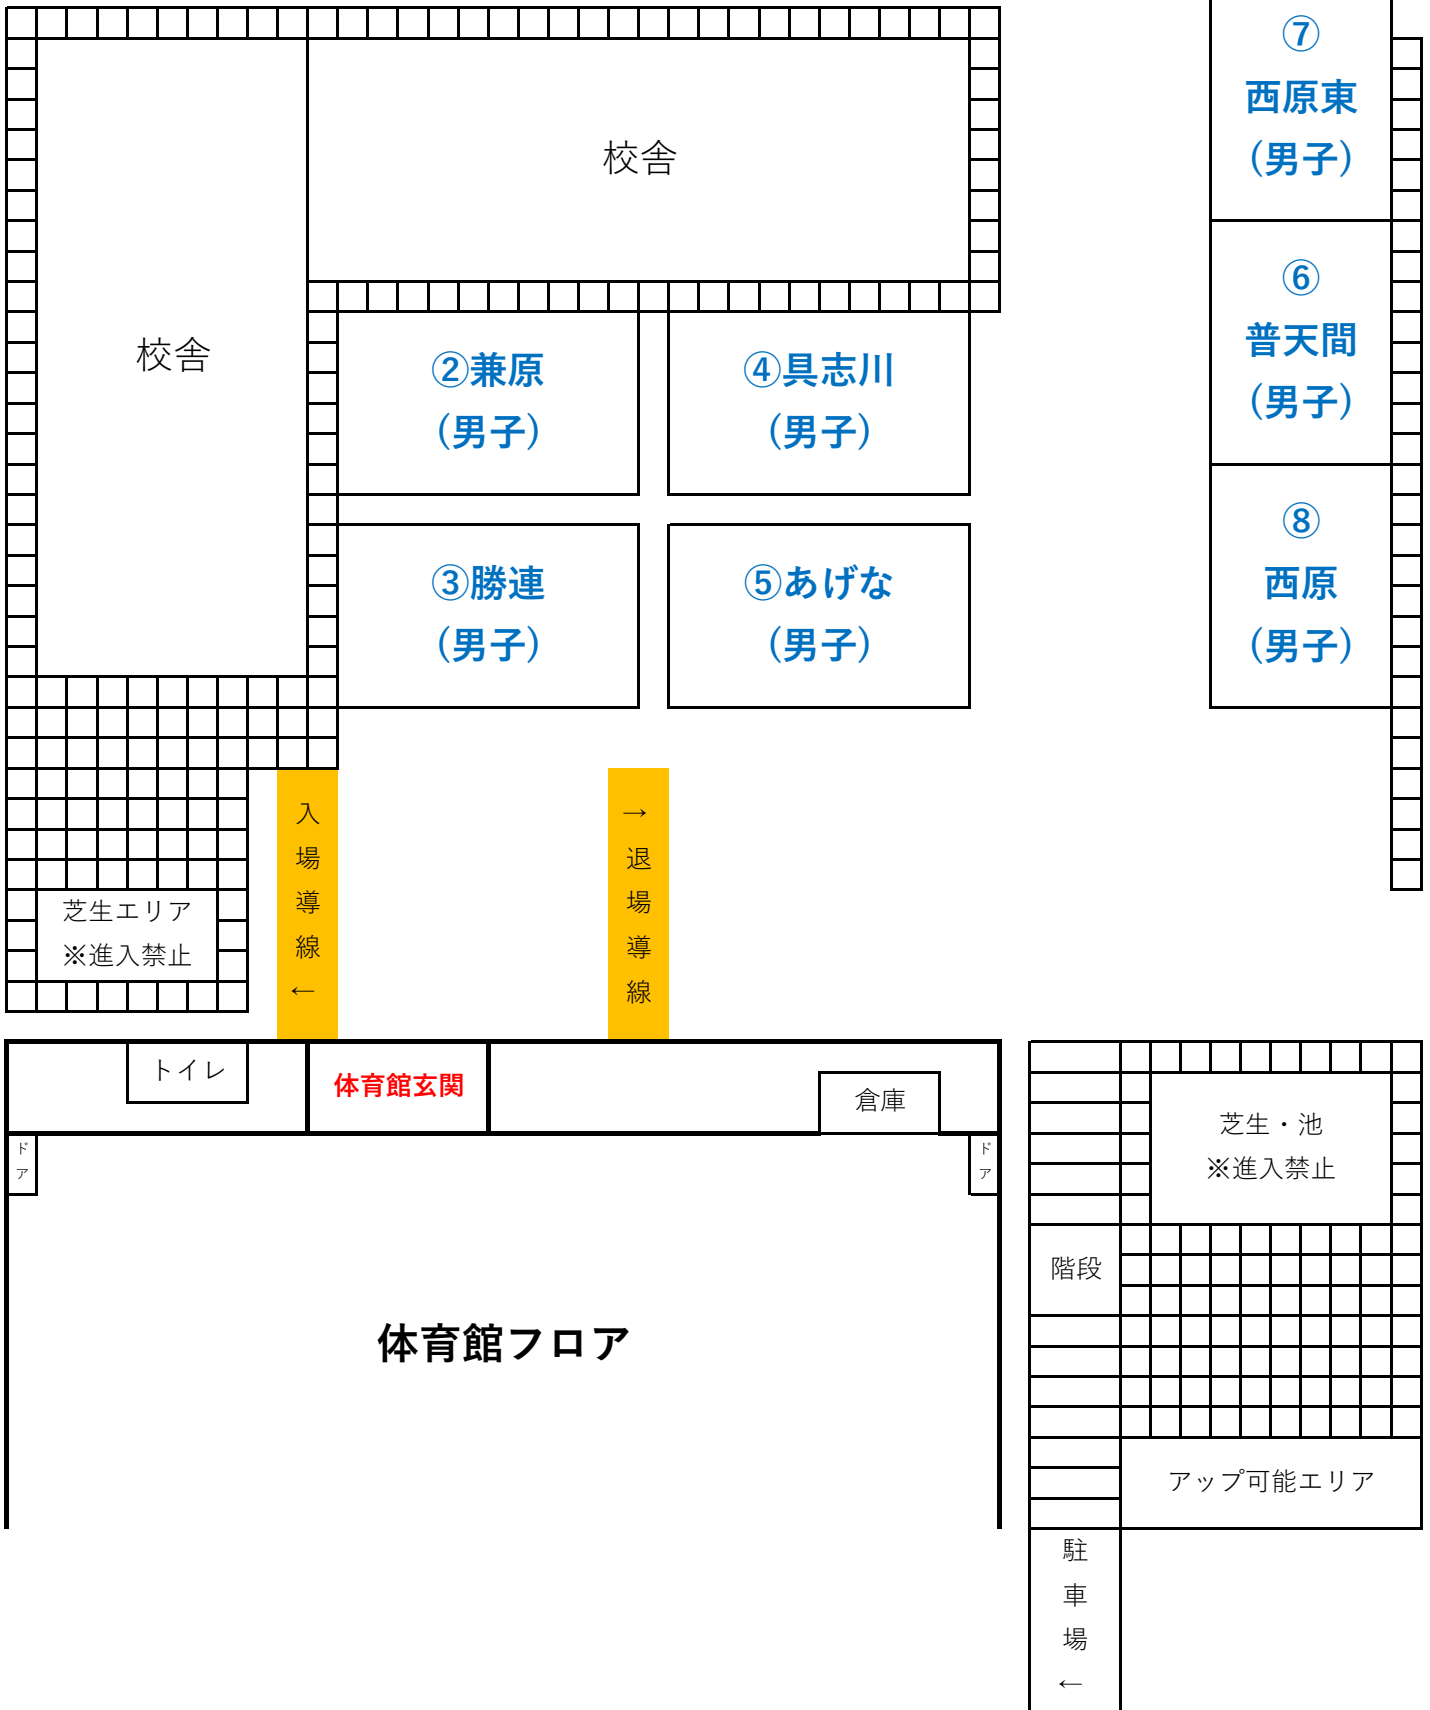 ⑦
西原東
(男子)
校舎
⑥
普天間
(男子)
校舎
②兼原
(男子)
④具志川
(男子)
⑧
西原
(男子)
③勝連
(男子)
⑤あげな
(男子)
入場導線←
→退場導線
芝生エリア
※進入禁止
トイレ
体育館玄関
倉庫
ドア
ドア
芝生・池
※進入禁止
階段
体育館フロア
アップ可能エリア
駐車場←